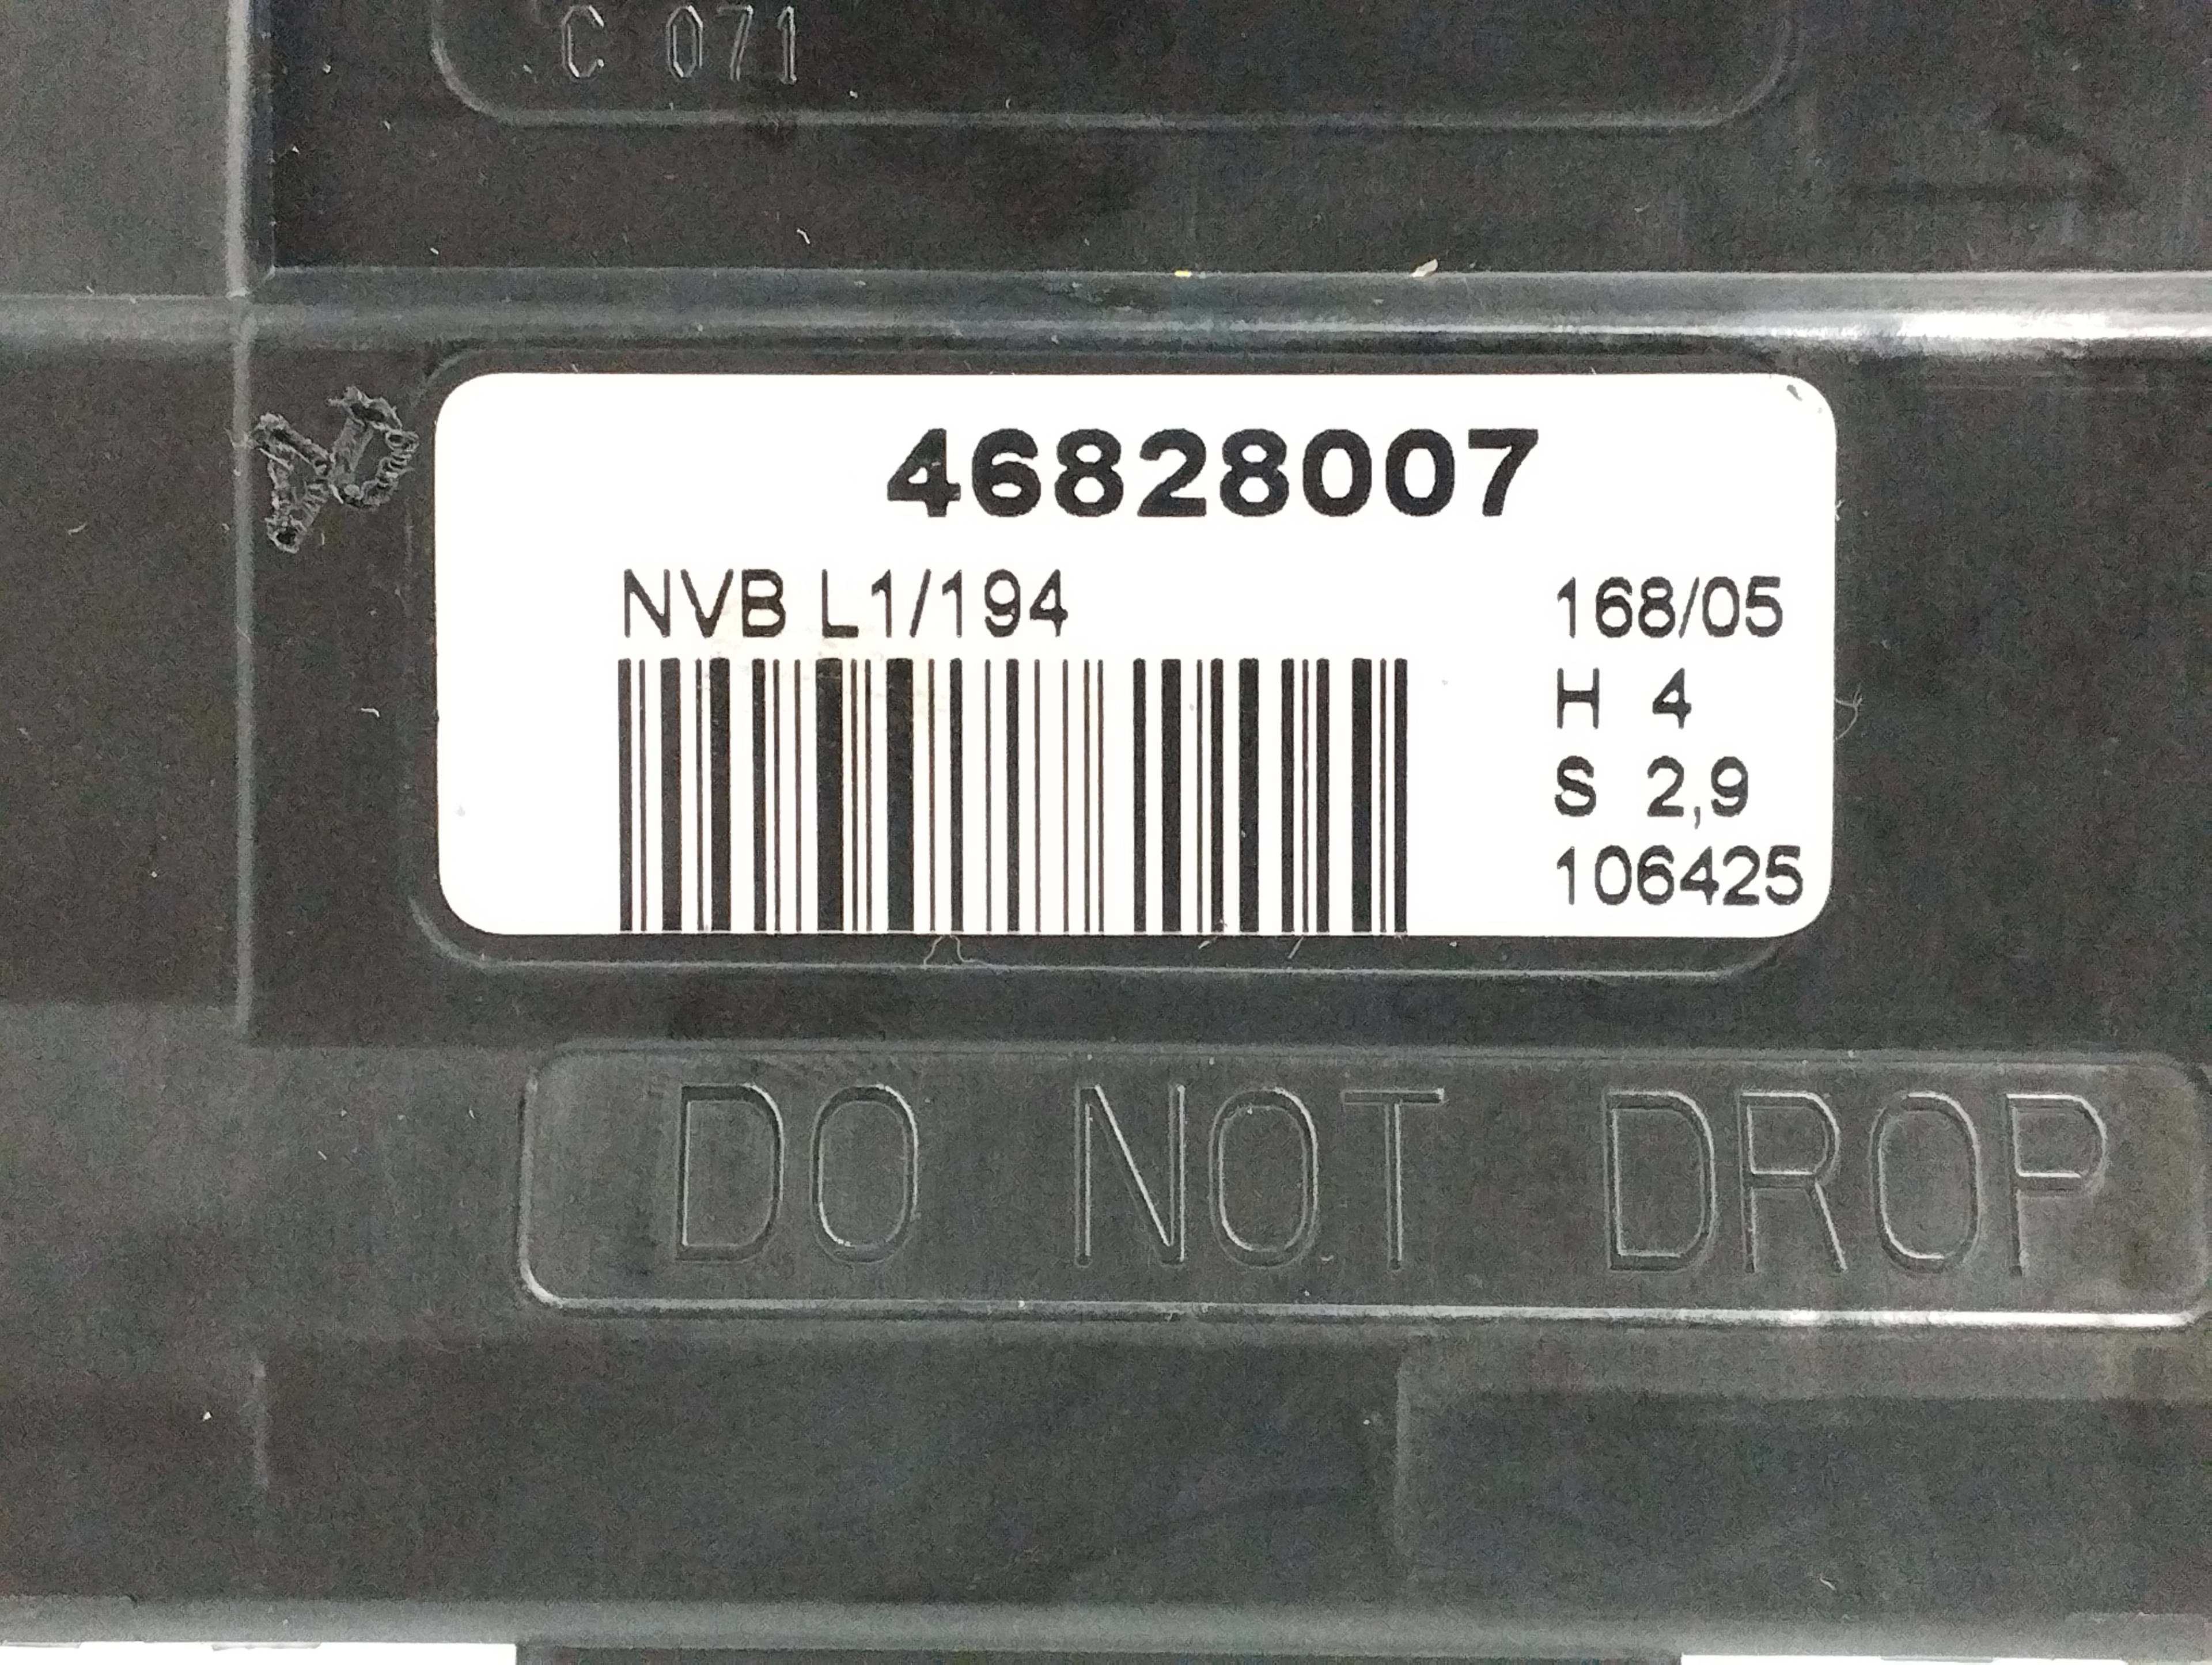 C 071
46828007
NVB L1/194 168/05
H 4
S 2,9
106425
DO NOT DROP